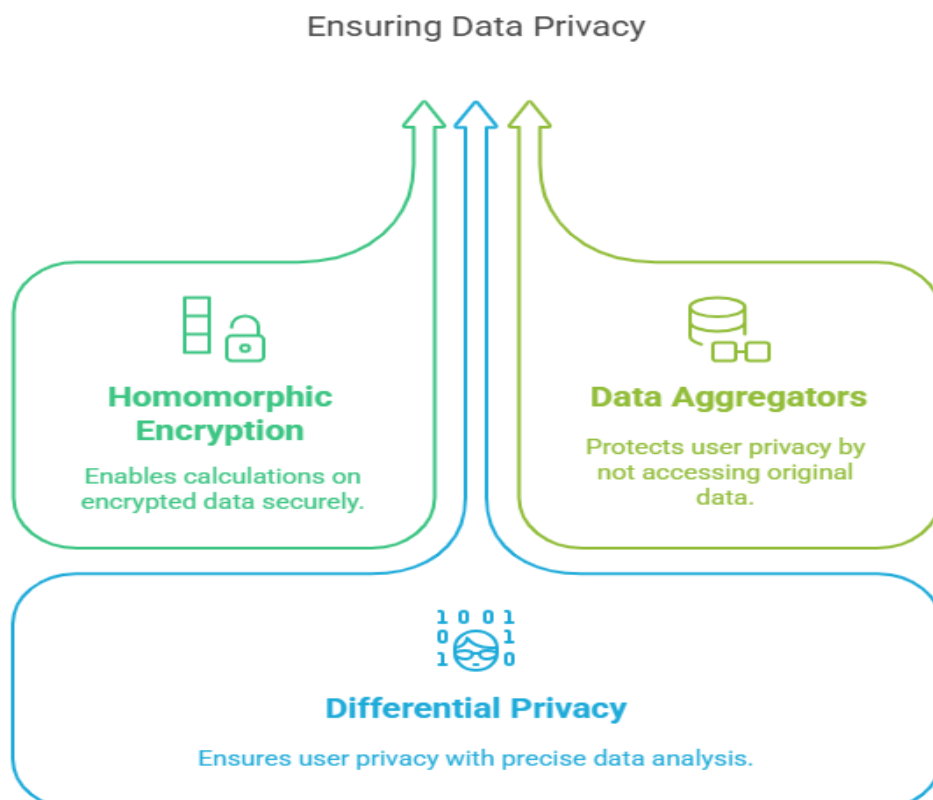 Ensuring Data Privacy
Homomorphic
Encryption
Enables calculations on
encrypted data securely.
Data Aggregators
Protects user privacy by
not accessing original
data.
1 0 0 1
0 1
1 0
Differential Privacy
Ensures user privacy with precise data analysis.